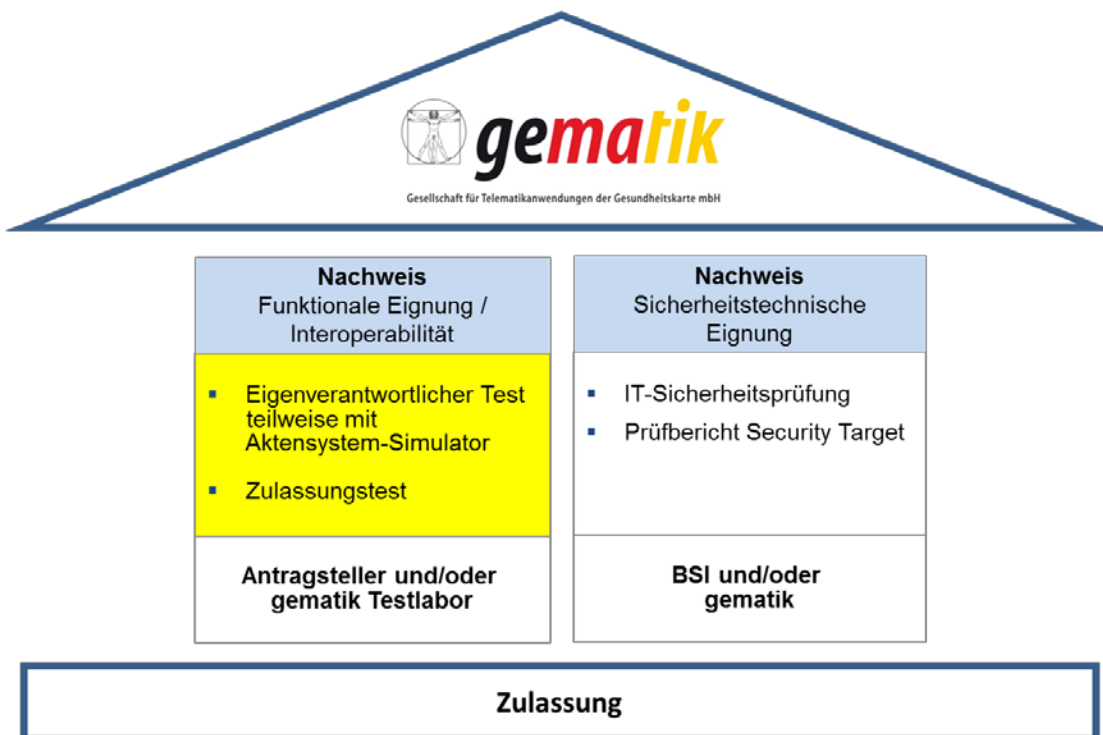 gematik
Gesellschaft für Telematikanwendungen der Gesundheitskarte mbH
Nachweis
Funktionale Eignung /
Interoperabilität
▪ Eigenverantwortlicher Test
teilweise mit
Aktensystem-Simulator
▪ Zulassungstest
Antragsteller und/oder
gematik Testlabor
Nachweis
Sicherheitstechnische
Eignung
▪ IT-Sicherheitsprüfung
▪ Prüfbericht Security Target
BSI und/oder
gematik
Zulassung